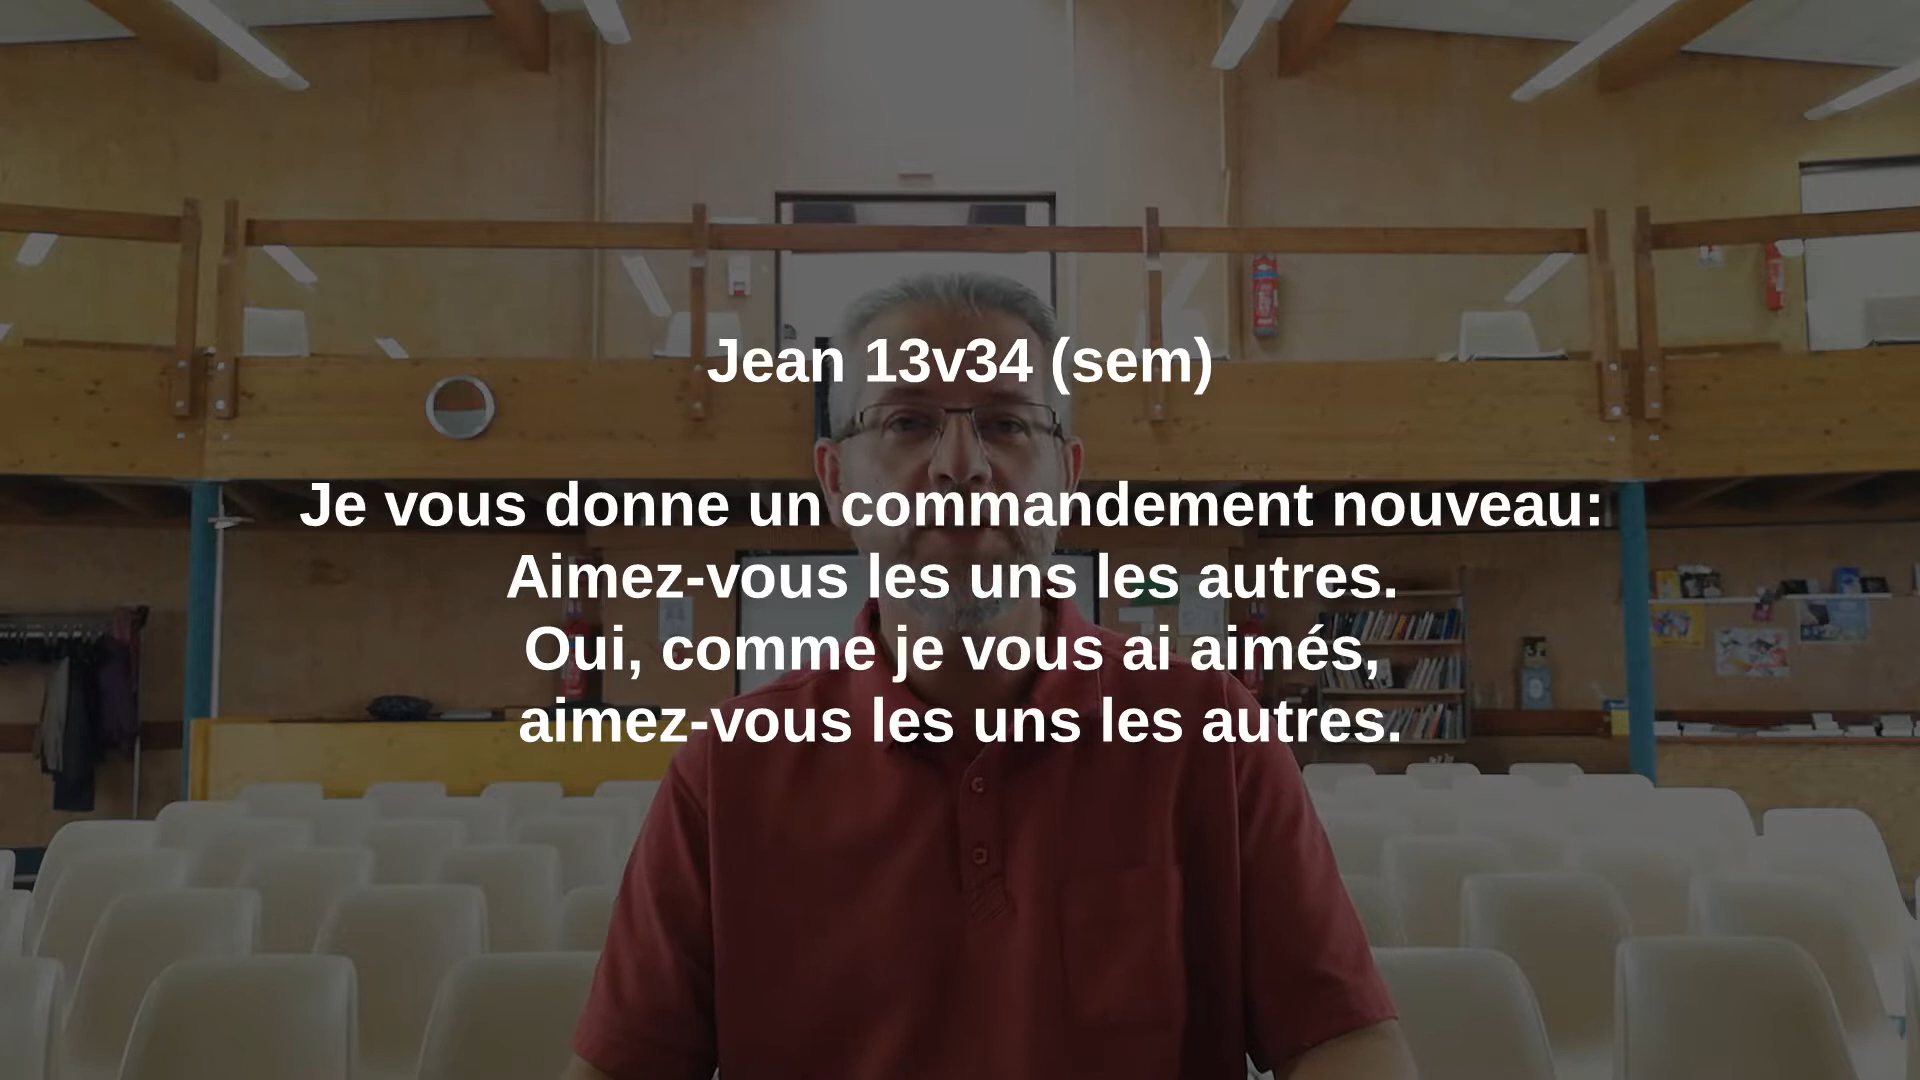 Jean 13v34 (sem)
Je vous donne un commandement nouveau:
Aimez-vous les uns les autres.
Oui, comme je vous ai aimés,
aimez-vous les uns les autres.